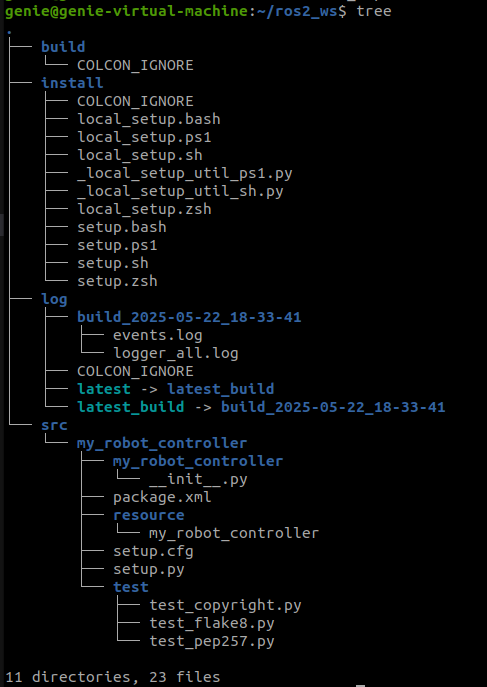 genie@genie-virtual-machine:~/ros2_ws$ tree
.
├── build
│   └── COLCON_IGNORE
├── install
│   ├── COLCON_IGNORE
│   ├── local_setup.bash
│   ├── local_setup.ps1
│   ├── local_setup.sh
│   ├── _local_setup_util_ps1.py
│   ├── _local_setup_util_sh.py
│   ├── local_setup.zsh
│   ├── setup.bash
│   ├── setup.ps1
│   ├── setup.sh
│   └── setup.zsh
├── log
│   ├── build_2025-05-22_18-33-41
│   │   ├── events.log
│   │   └── logger_all.log
│   ├── COLCON_IGNORE
│   ├── latest -> latest_build
│   └── latest_build -> build_2025-05-22_18-33-41
└── src
    └── my_robot_controller
        ├── my_robot_controller
        │   └── __init__.py
        ├── package.xml
        ├── resource
        │   └── my_robot_controller
        ├── setup.cfg
        ├── setup.py
        └── test
            ├── test_copyright.py
            ├── test_flake8.py
            └── test_pep257.py

11 directories, 23 files